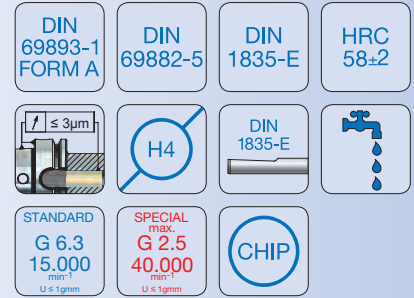 DIN
69893-1
FORM A
DIN
69882-5
DIN
1835-E
HRC
58±2
↗ ≤ 3µm
H4
DIN
1835-E
STANDARD
G 6.3
15.000
min⁻¹
U ≤ 1gmm
SPECIAL
max.
G 2.5
40.000
min⁻¹
U ≤ 1gmm
CHIP